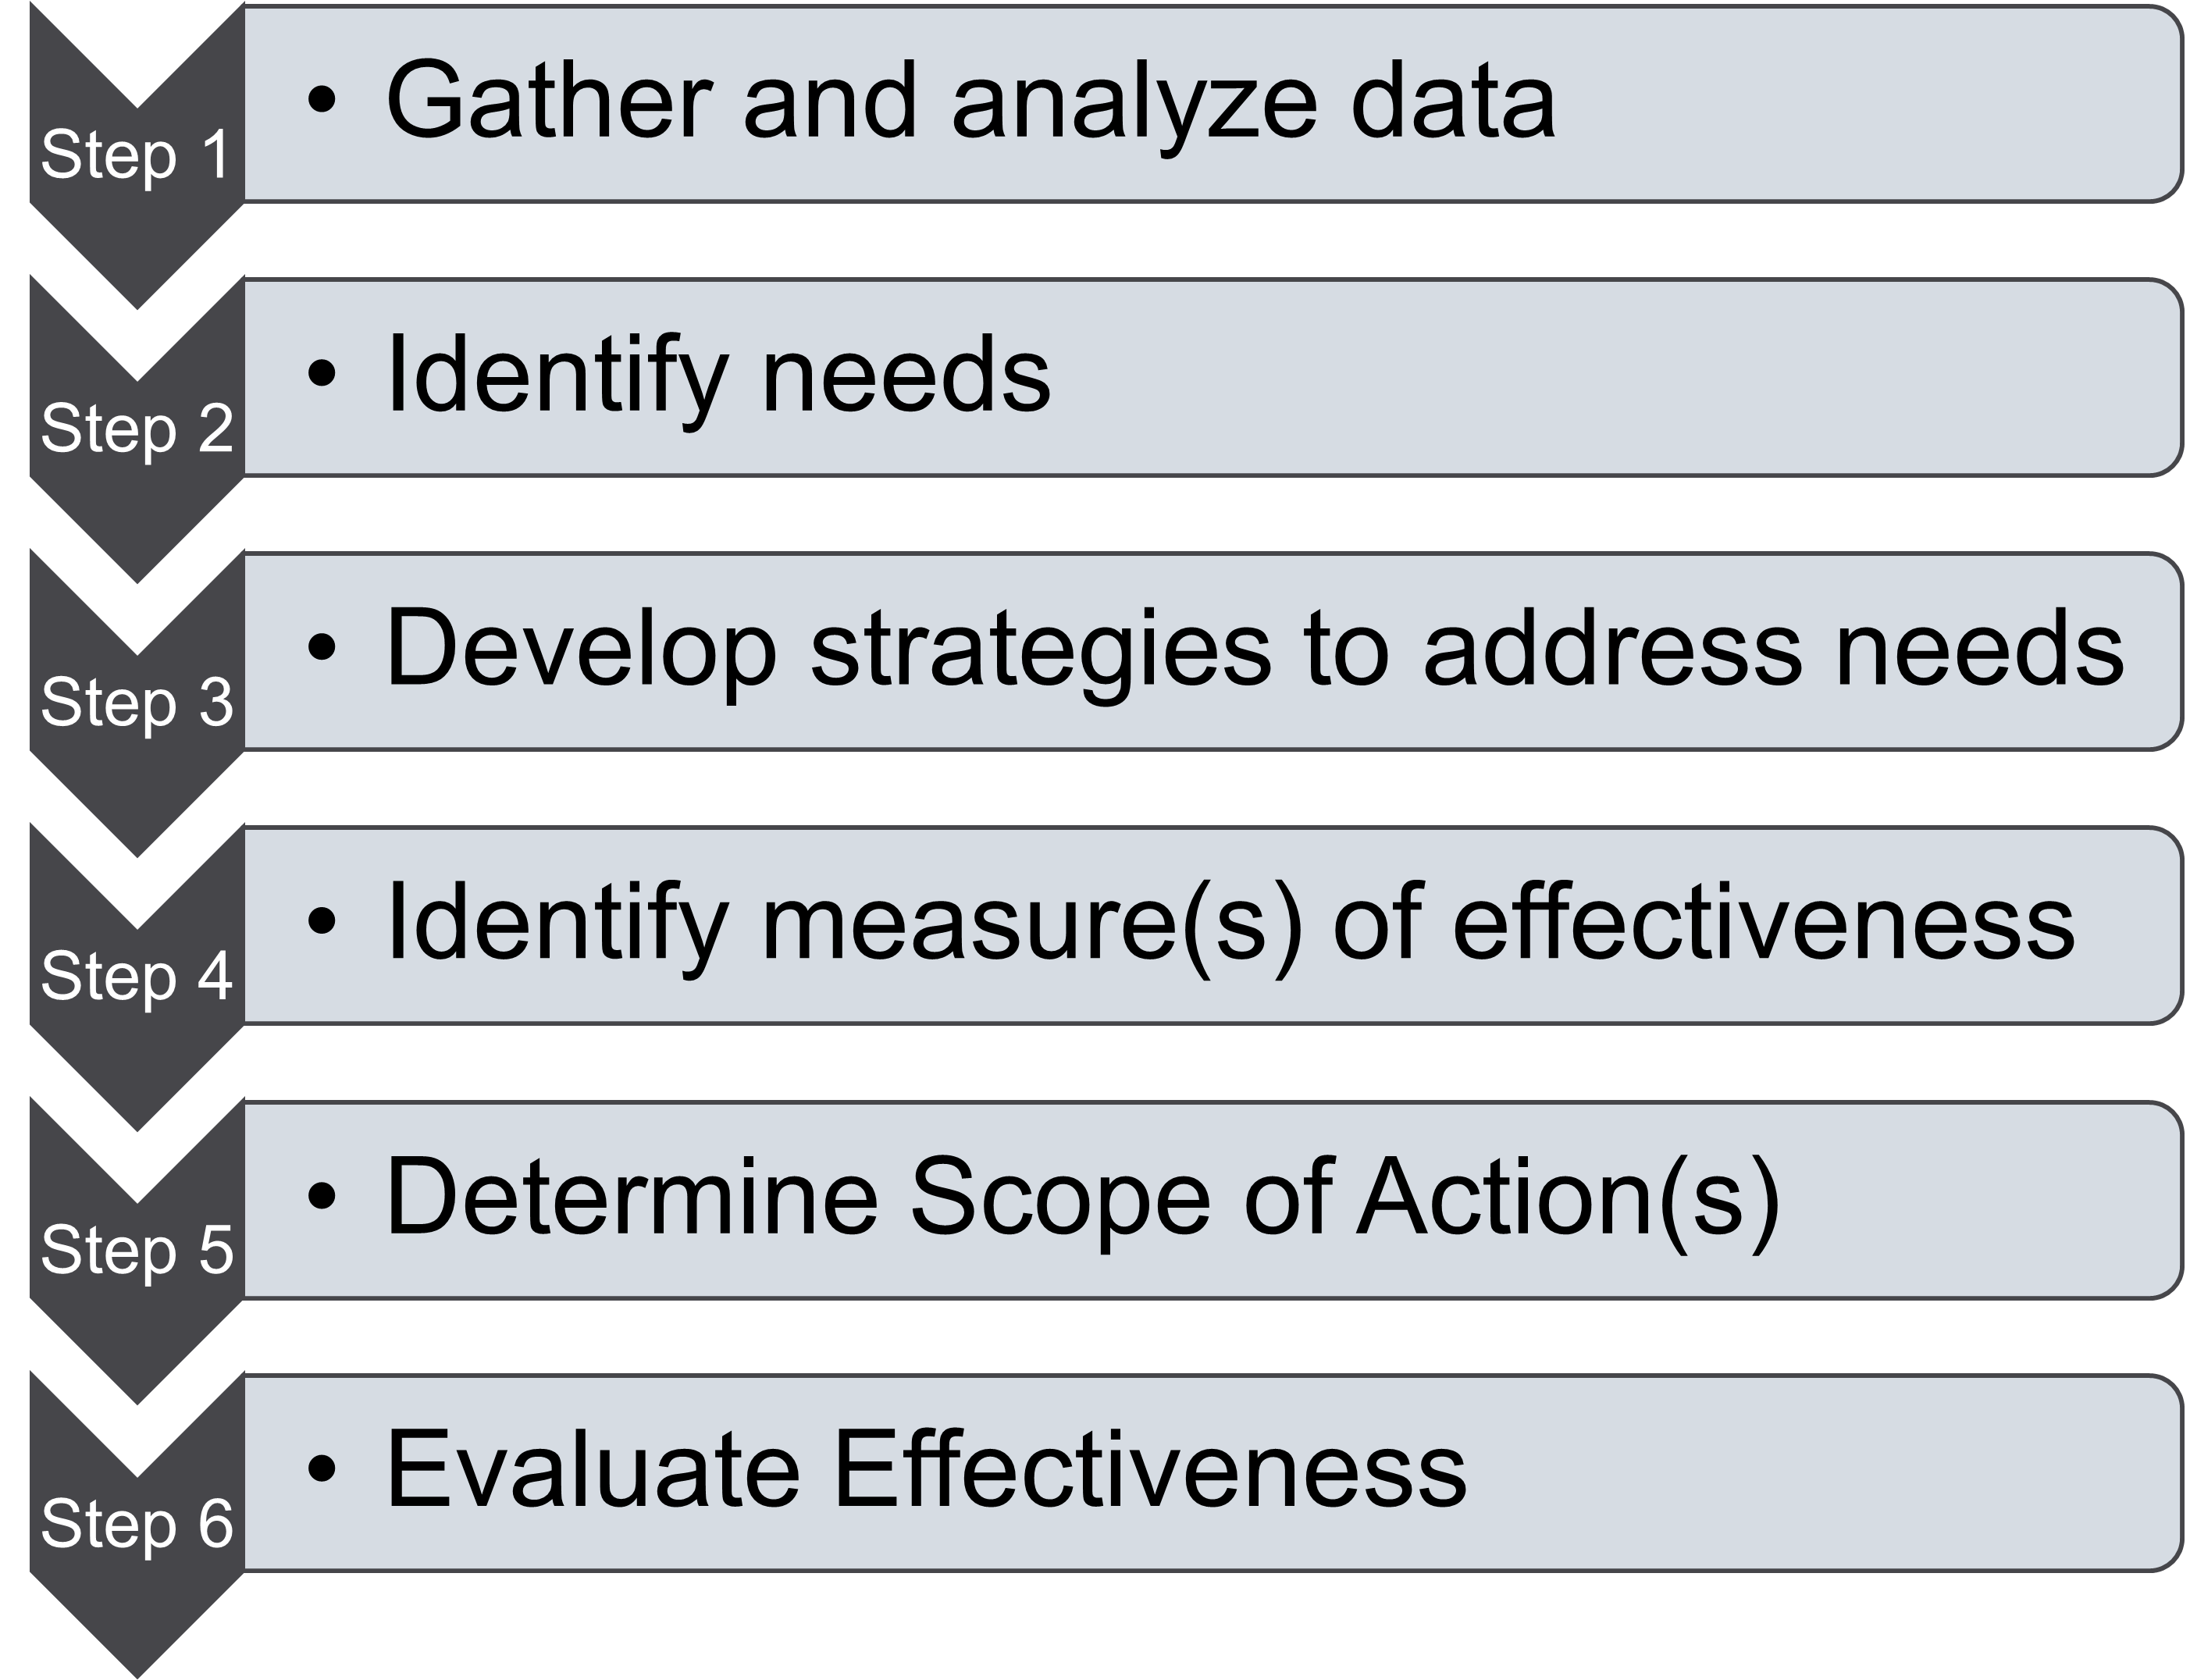 Step 1
• Gather and analyze data
Step 2
• Identify needs
Step 3
• Develop strategies to address needs
Step 4
• Identify measure(s) of effectiveness
Step 5
• Determine Scope of Action(s)
Step 6
• Evaluate Effectiveness